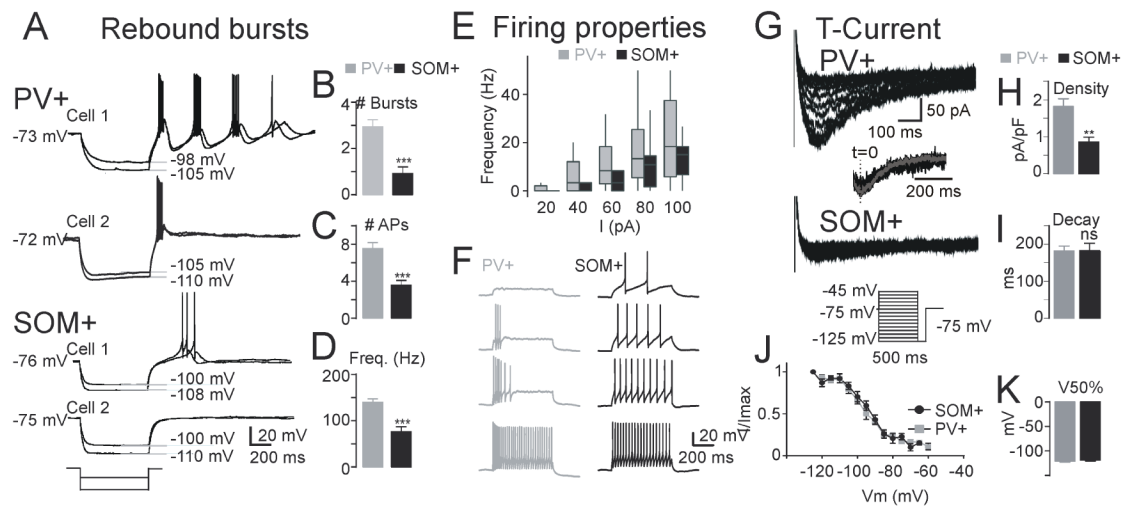 A Rebound bursts
PV+
Cell 1
-73 mV
-98 mV
-105 mV
Cell 2
-72 mV
-105 mV
-110 mV
SOM+
Cell 1
-76 mV
-100 mV
-108 mV
Cell 2
-75 mV
-100 mV
-110 mV
20 mV
200 ms
PV+ SOM+
B
# Bursts
4
2
0
***
C
# APs
8
4
0
***
D
Freq. (Hz)
200
100
0
***
E Firing properties
PV+ SOM+
Frequency (Hz)
40
20
0
20 40 60 80 100
I (pA)
F
PV+ SOM+
20 mV
200 ms
G T-Current
PV+
50 pA
100 ms
t=0
200 ms
SOM+
-45 mV
-75 mV
-125 mV
-75 mV
500 ms
PV+ SOM+
H
Density
pA/pF
2
1
0
**
I
Decay
ns
ms
200
100
0
J
I/Imax
1
0.5
0
SOM+
PV+
-120 -100 -80 -60 -40
Vm (mV)
K
V50%
mV
0
-50
-100